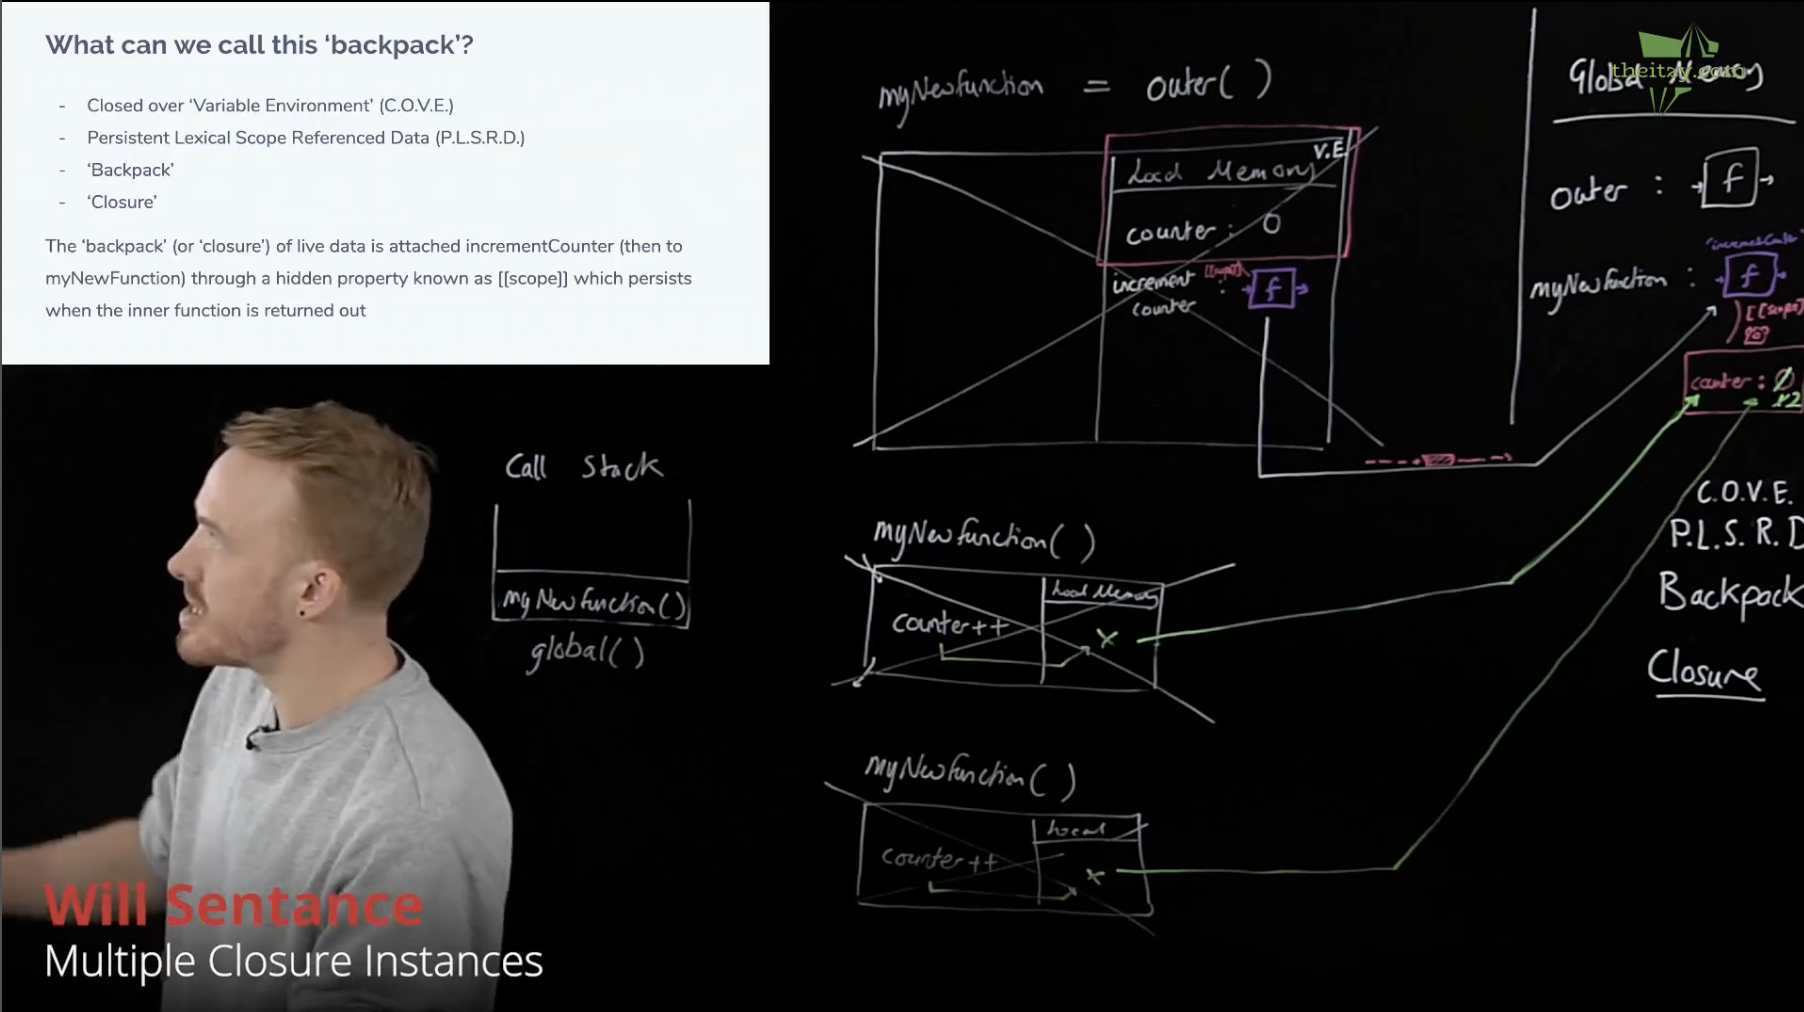 What can we call this ‘backpack’?
- Closed over ‘Variable Environment’ (C.O.V.E.)
- Persistent Lexical Scope Referenced Data (P.L.S.R.D.)
- ‘Backpack’
- ‘Closure’
The ‘backpack’ (or ‘closure’) of live data is attached incrementCounter (then to
myNewFunction) through a hidden property known as [[scope]] which persists
when the inner function is returned out
Call Stack
myNewfunction()
global()
Will Sentance
Multiple Closure Instances
myNewfunction = outer( )
V.E.
Local Memory
counter : 0
increment [[scope]] : f
counter
myNewfunction( )
Local Memory
counter++
myNewfunction( )
Local
counter++
theitzy.com
Global Memory
outer : f
myNewfunction : f
[[scope]]
counter : 0
2
C.O.V.E.
P.L.S.R.D
Backpack
Closure